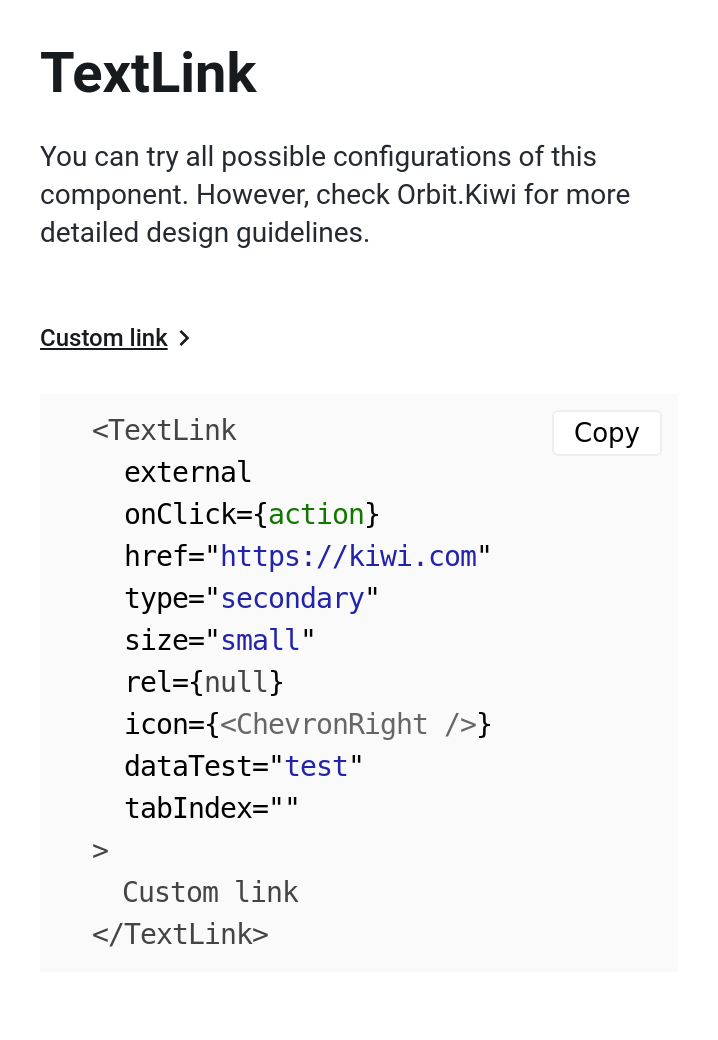 TextLink
You can try all possible configurations of this
component. However, check Orbit.Kiwi for more
detailed design guidelines.
Custom link
Copy
<TextLink
  external
  onClick={action}
  href="https://kiwi.com"
  type="secondary"
  size="small"
  rel={null}
  icon={<ChevronRight />}
  dataTest="test"
  tabIndex=""
>
  Custom link
</TextLink>